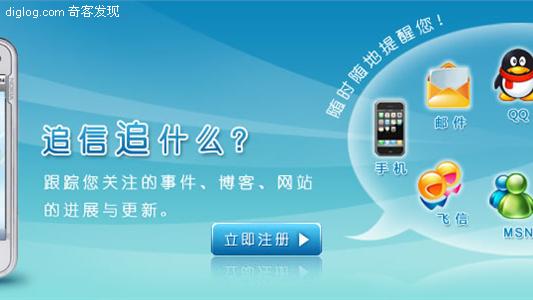 diglog.com 奇客发现
随时随地提醒您！
追信追什么？
跟踪您关注的事件、博客、网站
的进展与更新。
立即注册
手机
邮件
QQ
飞信
MSN